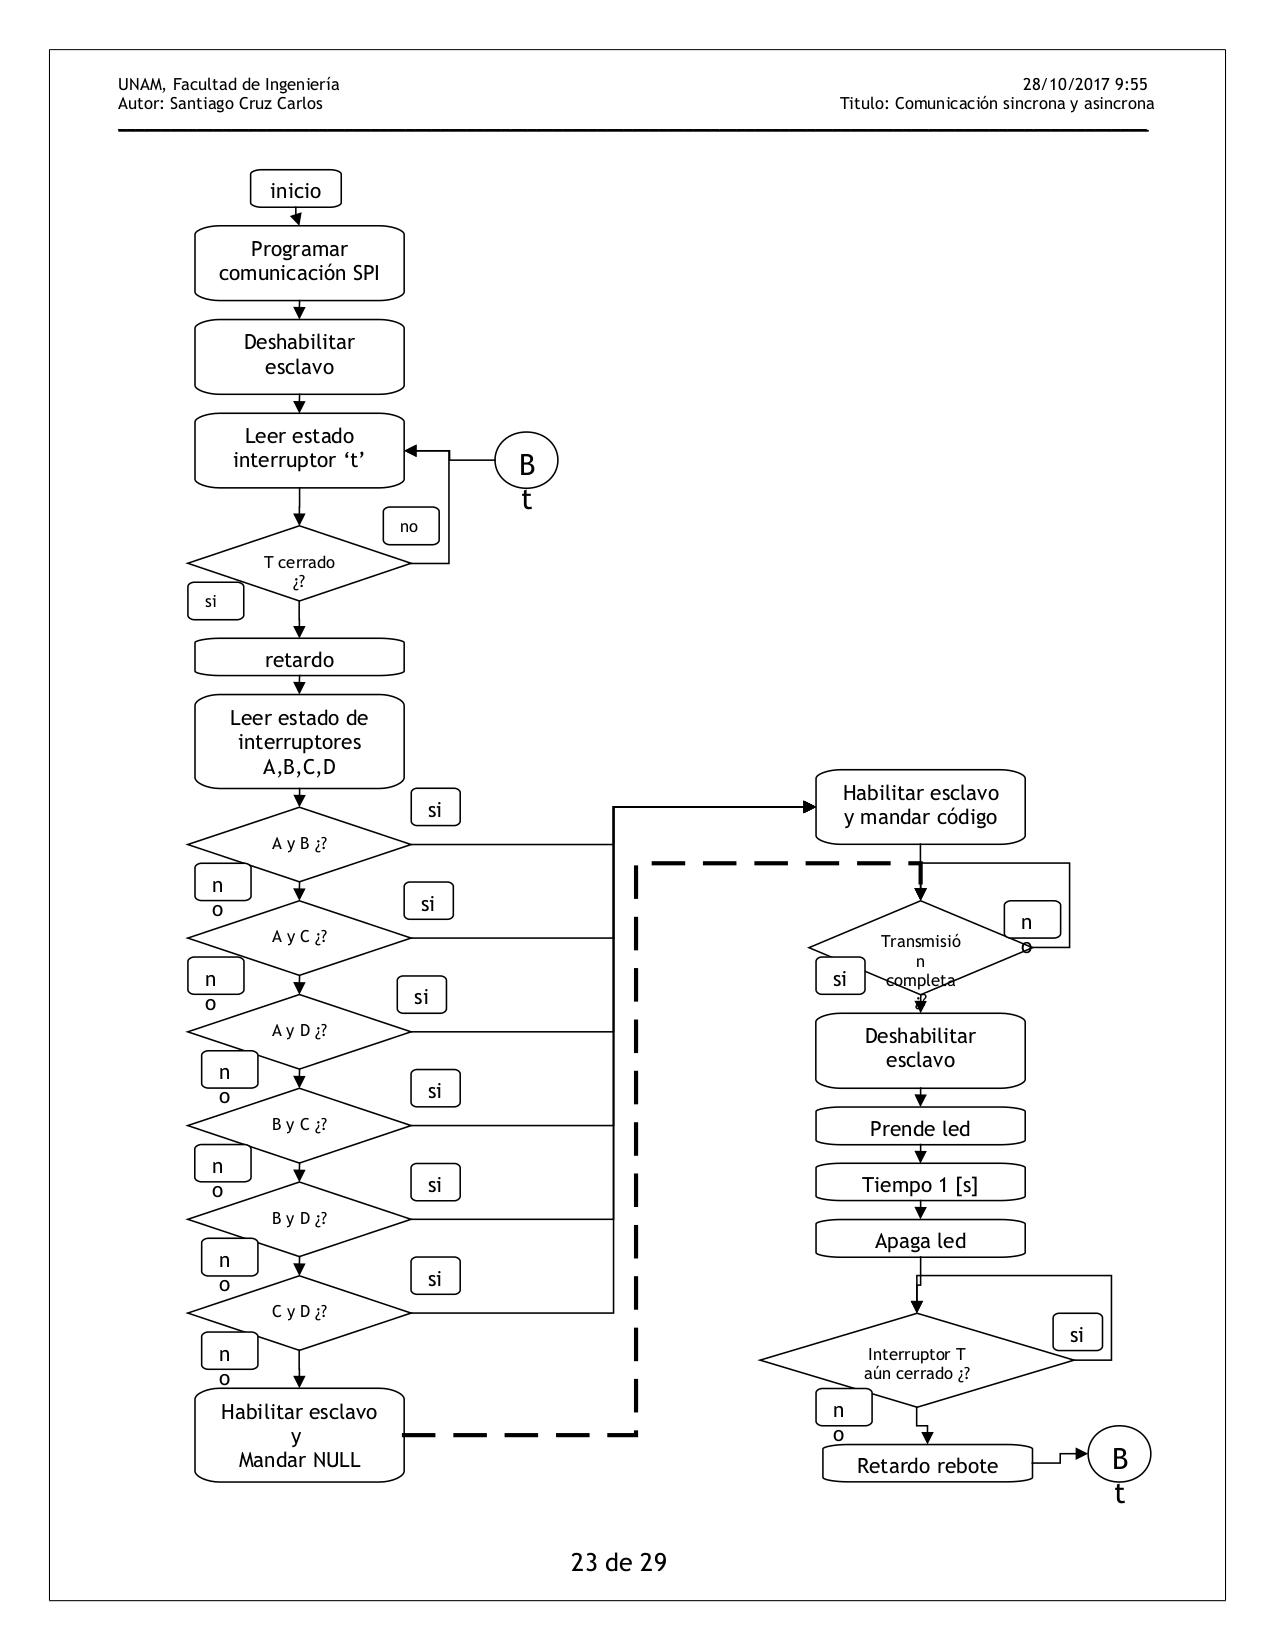 UNAM, Facultad de Ingeniería
28/10/2017 9:55
Autor: Santiago Cruz Carlos
Titulo: Comunicación sincrona y asincrona
inicio
Programar
comunicación SPI
Deshabilitar
esclavo
Leer estado
interruptor ‘t’
B
t
no
T cerrado
¿?
si
retardo
Leer estado de
interruptores
A,B,C,D
si
A y B ¿?
n
o
si
A y C ¿?
n
o
si
A y D ¿?
n
o
si
B y C ¿?
n
o
si
B y D ¿?
n
o
si
C y D ¿?
n
o
Habilitar esclavo
y
Mandar NULL
Habilitar esclavo
y mandar código
n
o
Transmisió
n
completa
¿?
si
Deshabilitar
esclavo
Prende led
Tiempo 1 [s]
Apaga led
si
Interruptor T
aún cerrado ¿?
n
o
Retardo rebote
B
t
23 de 29